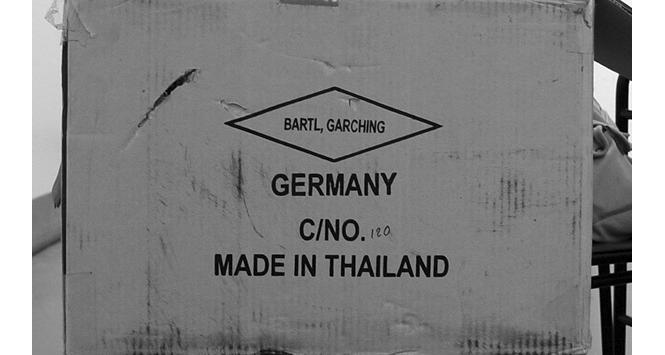 BARTL, GARCHING
GERMANY
C/NO. 120
MADE IN THAILAND